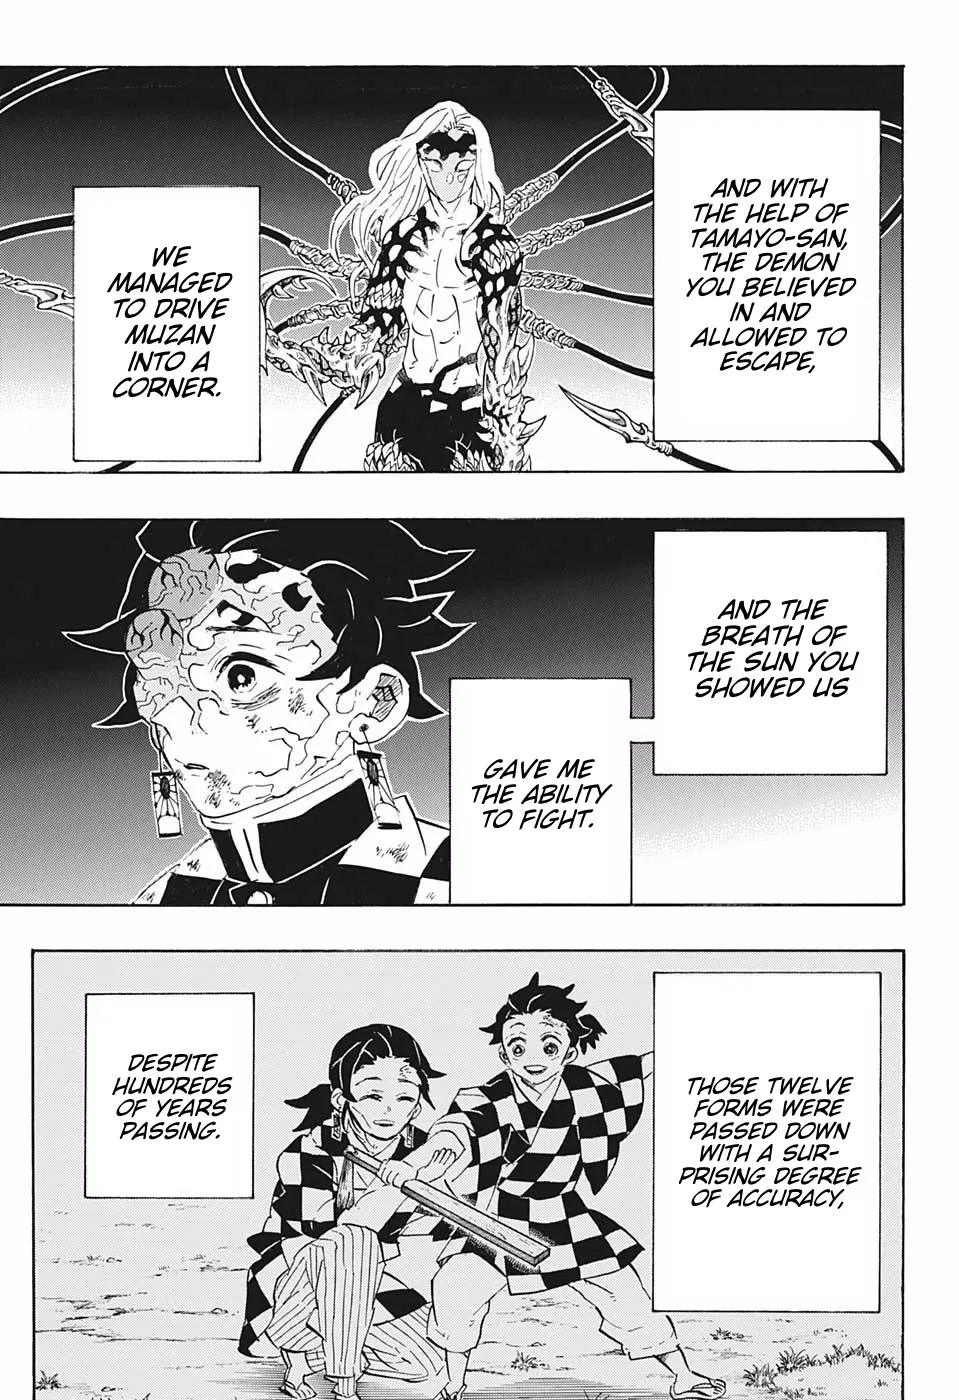 AND WITH
THE HELP OF
TAMAYO-SAN,
THE DEMON
YOU BELIEVED
IN AND
ALLOWED TO
ESCAPE,
WE
MANAGED
TO DRIVE
MUZAN
INTO A
CORNER.
AND THE
BREATH OF
THE SUN YOU
SHOWED US
GAVE ME
THE ABILITY
TO FIGHT.
THOSE TWELVE
FORMS WERE
PASSED DOWN
WITH A SUR-
PRISING DEGREE
OF ACCURACY,
DESPITE
HUNDREDS
OF YEARS
PASSING.